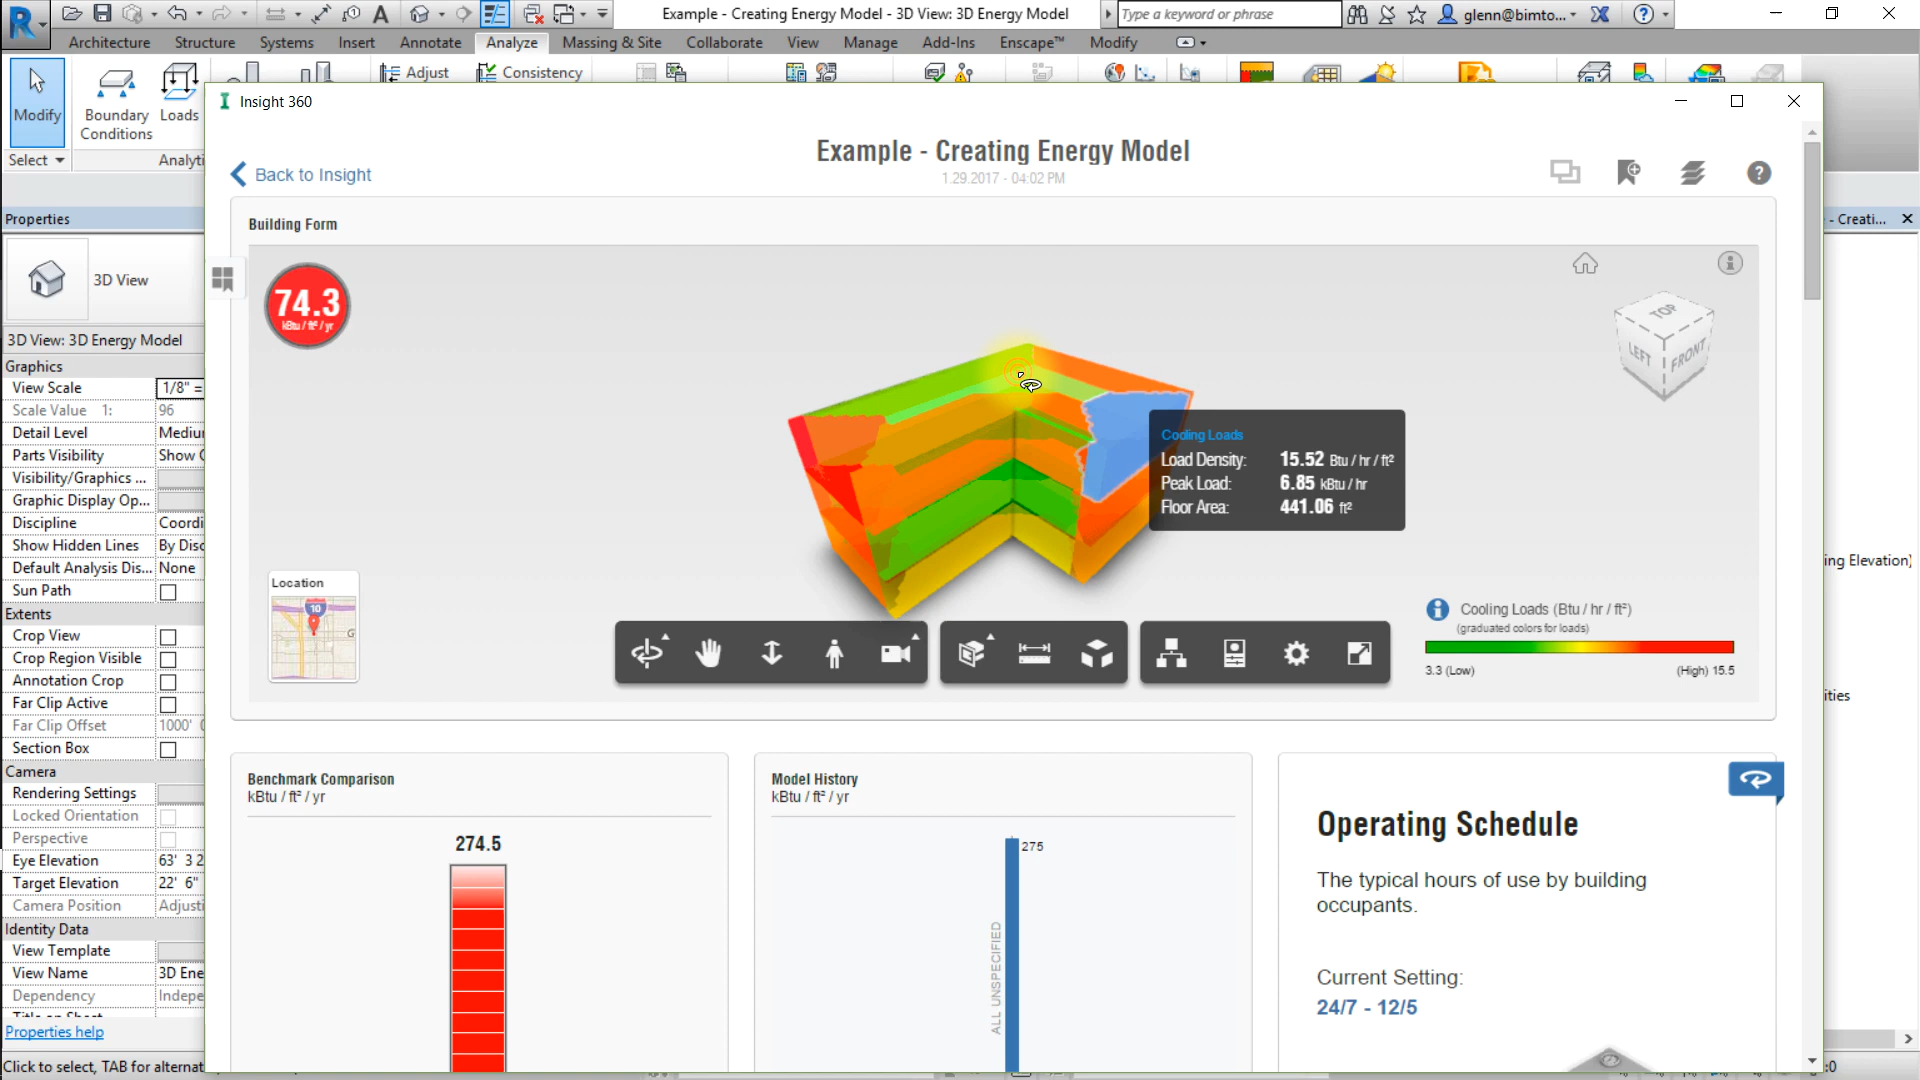 Example - Creating Energy Model - 3D View: 3D Energy Model
Type a keyword or phrase
glenn@bimto...
Architecture Structure Systems Insert Annotate Analyze Massing & Site Collaborate View Manage Add-Ins Enscape™ Modify
Adjust Consistency
Modify
Boundary Conditions
Loads
Select
Insight 360
Back to Insight
Example - Creating Energy Model
1.29.2017 - 04:02 PM
Building Form
74.3
kBtu / ft² / yr
TOP
LEFT
FRONT
Cooling Loads
Load Density: 15.52 Btu / hr / ft²
Peak Load: 6.85 kBtu / hr
Floor Area: 441.06 ft²
Location
10
G
Cooling Loads (Btu / hr / ft²)
(graduated colors for loads)
3.3 (Low) (High) 15.5
Benchmark Comparison
kBtu / ft² / yr
274.5
Model History
kBtu / ft² / yr
275
ALL UNSPECIFIED
Operating Schedule
The typical hours of use by building
occupants.
Current Setting:
24/7 - 12/5
Properties
3D View
3D View: 3D Energy Model
Graphics
View Scale 1/8" =
Scale Value 1: 96
Detail Level
Parts Visibility Show
Visibility/Graphics ...
Graphic Display Op...
Discipline
Show Hidden Lines
Default Analysis Dis... None
Sun Path
Extents
Crop View
Crop Region Visible
Annotation Crop
Far Clip Active
Far Clip Offset 1000'
Section Box
Camera
Rendering Settings
Locked Orientation
Perspective
Eye Elevation 63' 3
Target Elevation 22' 6"
Camera Position
Identity Data
View Template
View Name
Dependency
Properties help
Click to select, TAB for alternat
- Creati...
ing Elevation)
ities
:0